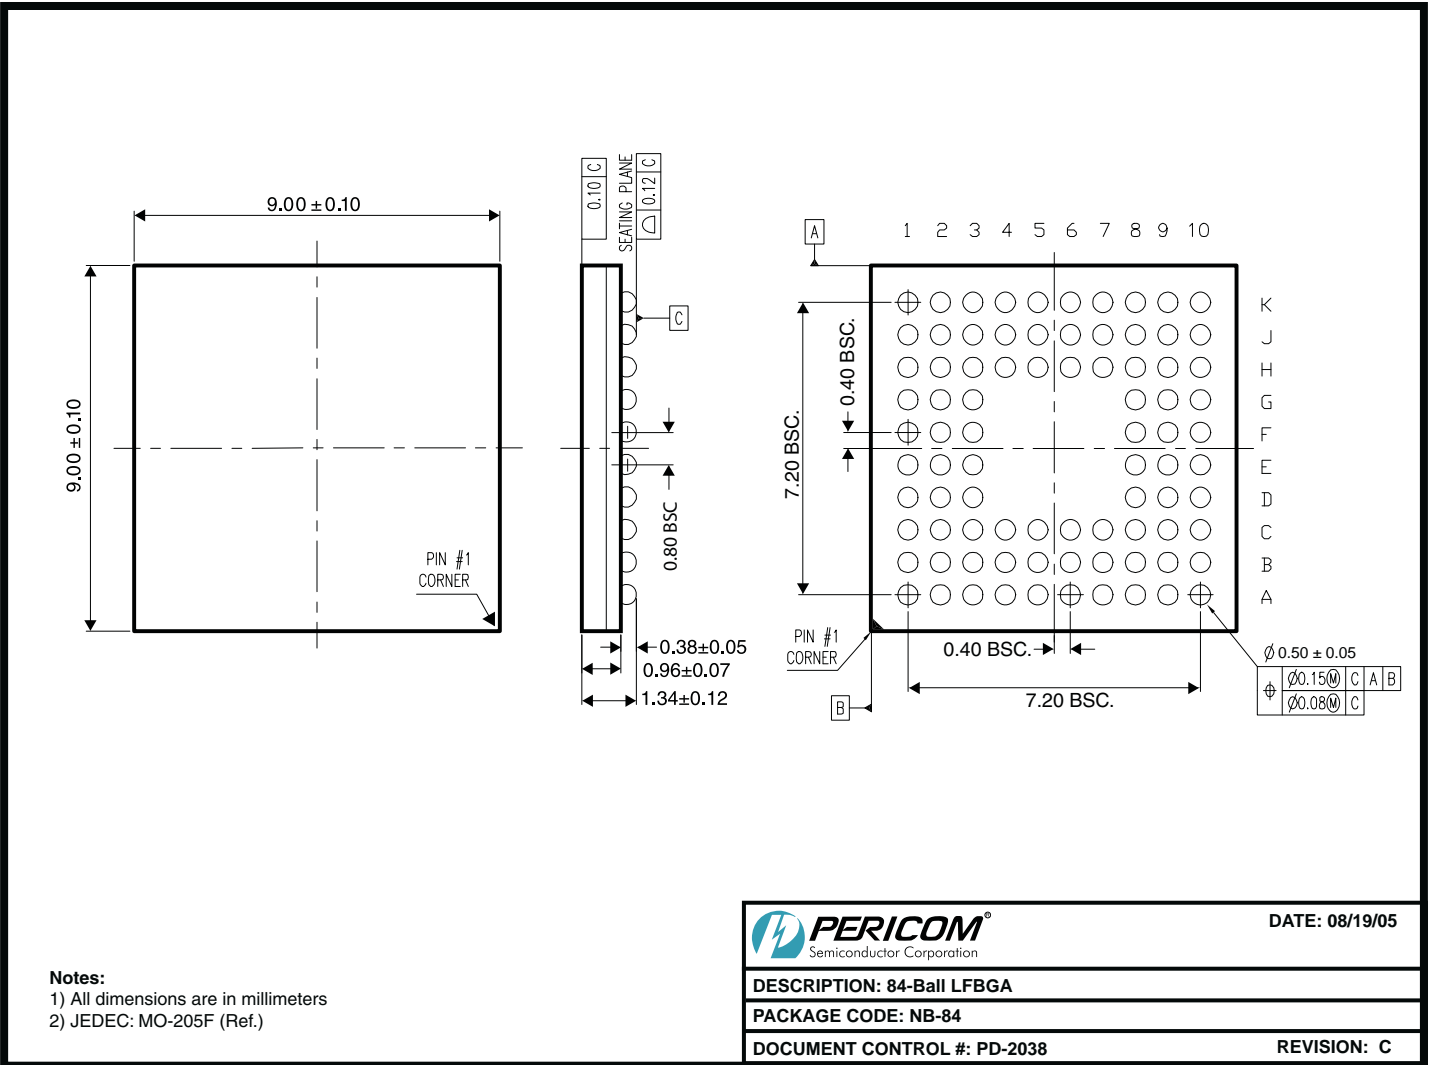 9.00 ± 0.10
9.00 ± 0.10
PIN #1
CORNER
0.10 C
SEATING PLANE
⌓ 0.12 C
C
0.80 BSC
0.38±0.05
0.96±0.07
1.34±0.12
A
1 2 3 4 5 6 7 8 9 10
K
J
H
G
F
E
D
C
B
A
7.20 BSC.
0.40 BSC.
PIN #1
CORNER
0.40 BSC.
7.20 BSC.
B
Ø 0.50 ± 0.05
⌖ Ø0.15Ⓜ C A B
Ø0.08Ⓜ C
Notes:
1) All dimensions are in millimeters
2) JEDEC: MO-205F (Ref.)
PERICOM®
Semiconductor Corporation
DATE: 08/19/05
DESCRIPTION: 84-Ball LFBGA
PACKAGE CODE: NB-84
DOCUMENT CONTROL #: PD-2038
REVISION: C